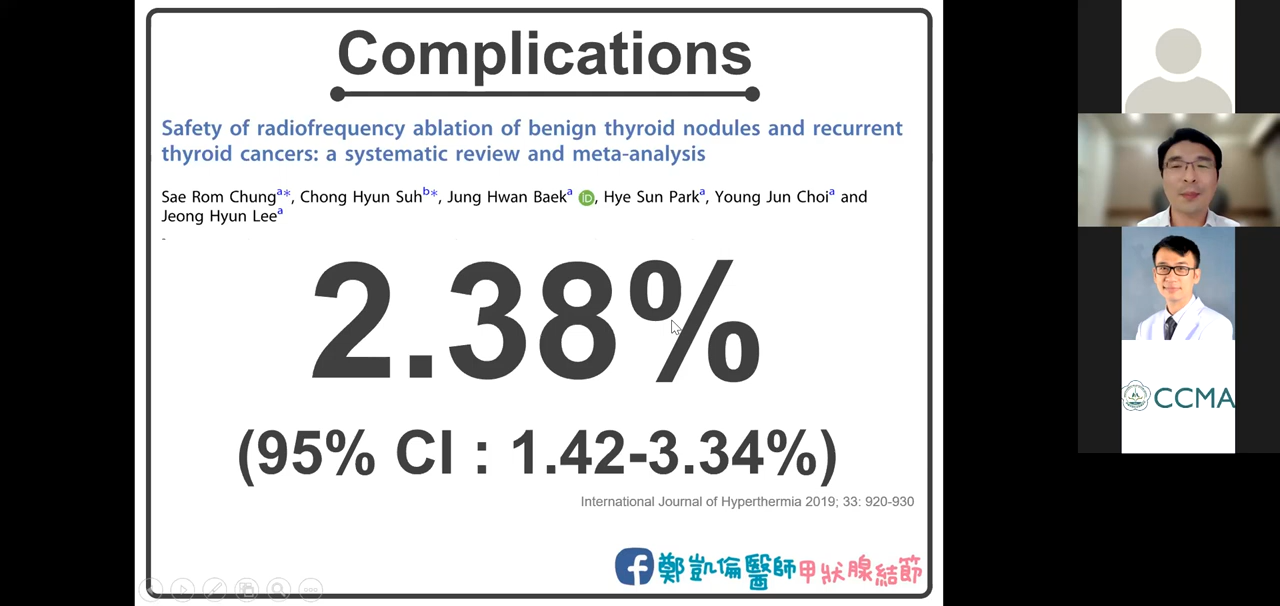 Complications
Safety of radiofrequency ablation of benign thyroid nodules and recurrent
thyroid cancers: a systematic review and meta-analysis
Sae Rom Chunga*, Chong Hyun Suhb*, Jung Hwan Baeka iD, Hye Sun Parka, Young Jun Choia and
Jeong Hyun Leea
2.38%
(95% CI : 1.42-3.34%)
International Journal of Hyperthermia 2019; 33: 920-930
f 鄭凱倫醫師甲狀腺結節
CCMA